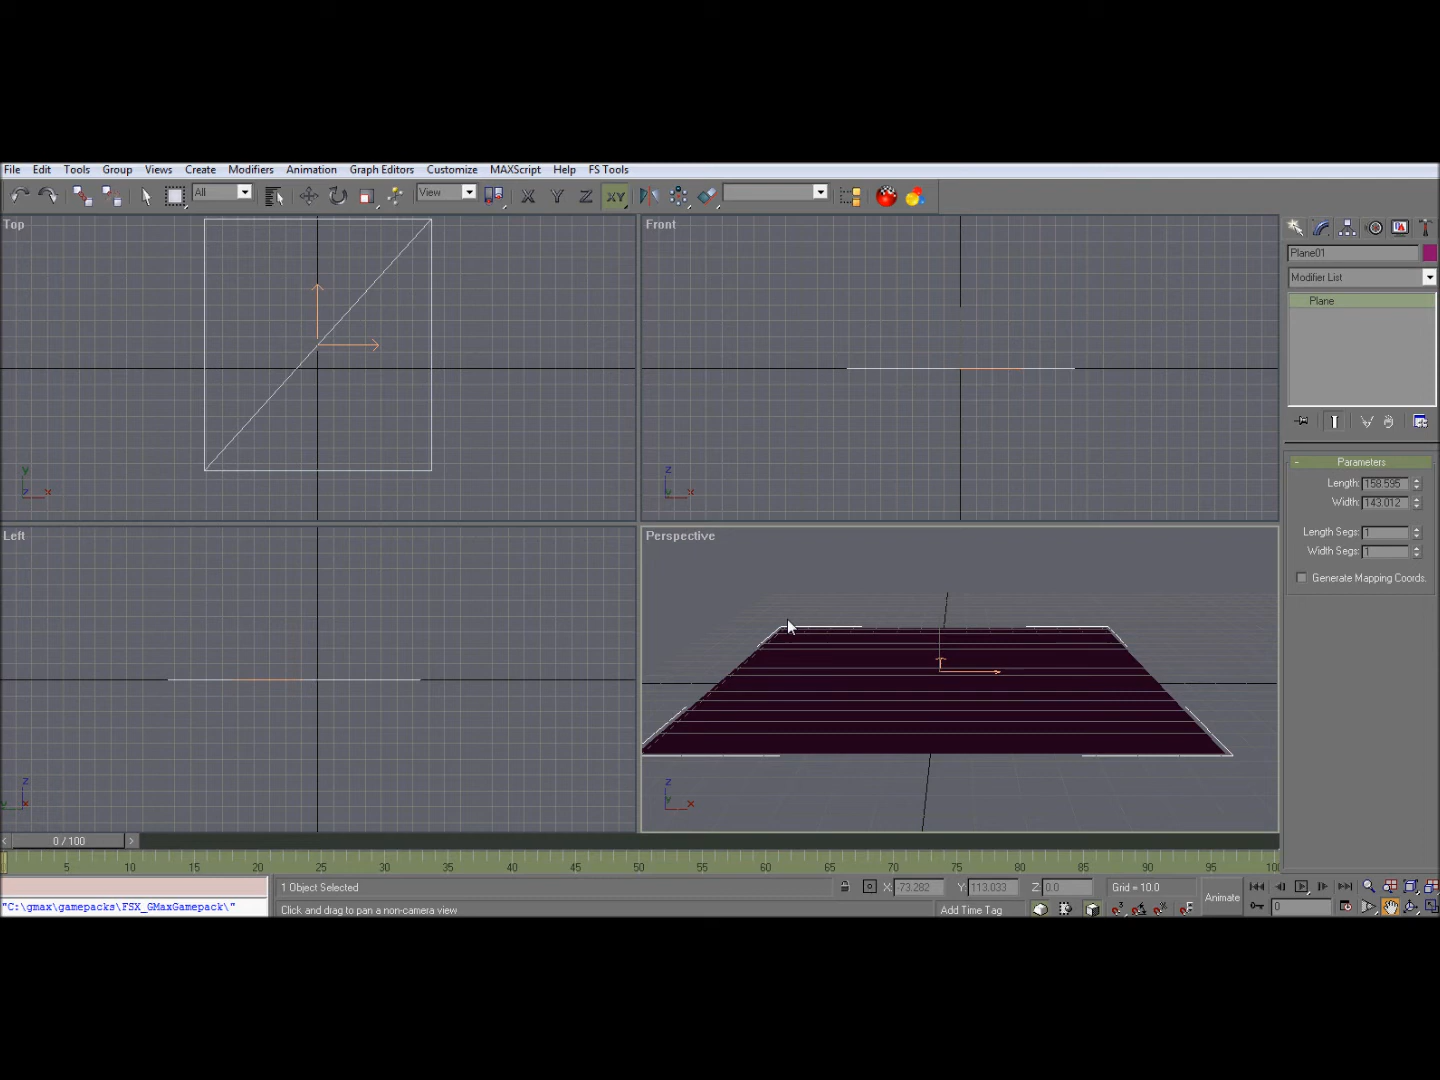 File Edit Tools Group Views Create Modifiers Animation Graph Editors Customize MAXScript Help FS Tools
All View X Y Z XY
Top
Front
Plane01
Modifier List
Plane
Parameters
Length: 158.595
Width: 143.012
Length Segs: 1
Width Segs: 1
Generate Mapping Coords.
y
z x
z
y x
Left
Perspective
z
y x
z
y x
< 0 / 100 >
5 10 15 20 25 30 35 40 45 50 55 60 65 70 75 80 85 90 95 100
1 Object Selected X: -73.282 Y: 113.033 Z: 0.0 Grid = 10.0 Animate
"C:\gmax\gamepacks\FSX_GMaxGamepack\" Click and drag to pan a non-camera view Add Time Tag 0